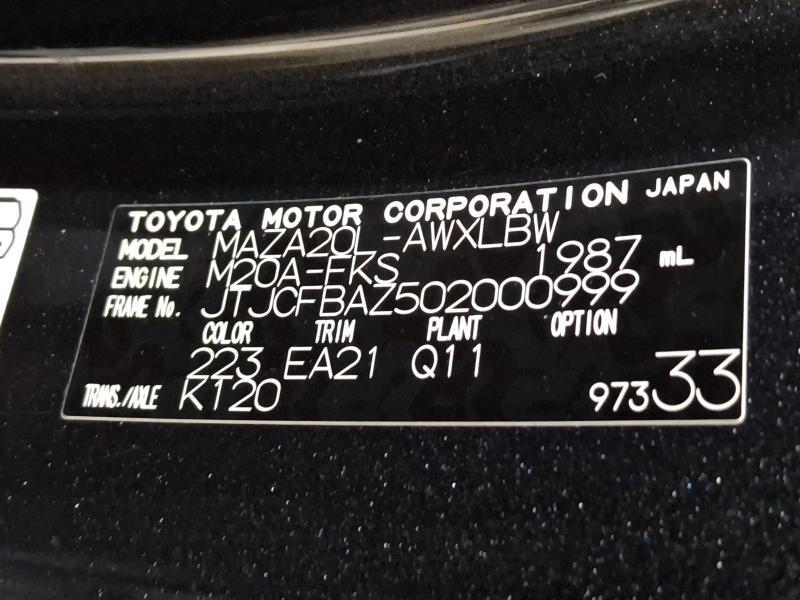 TOYOTA MOTOR CORPORATION JAPAN
MODEL MAZA20L-AWXLBW
ENGINE M20A-FKS 1987 mL
FRAME No. JTJCFBAZ502000999
COLOR TRIM PLANT OPTION
223 EA21 Q11
TRANS./AXLE K120 97333